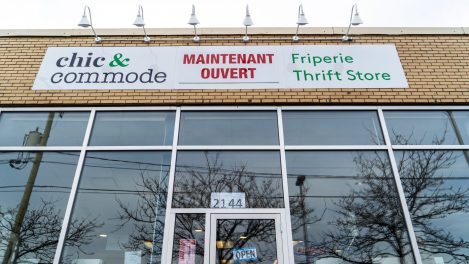 chic &
commode
MAINTENANT
OUVERT
Friperie
Thrift Store
2144
OPEN